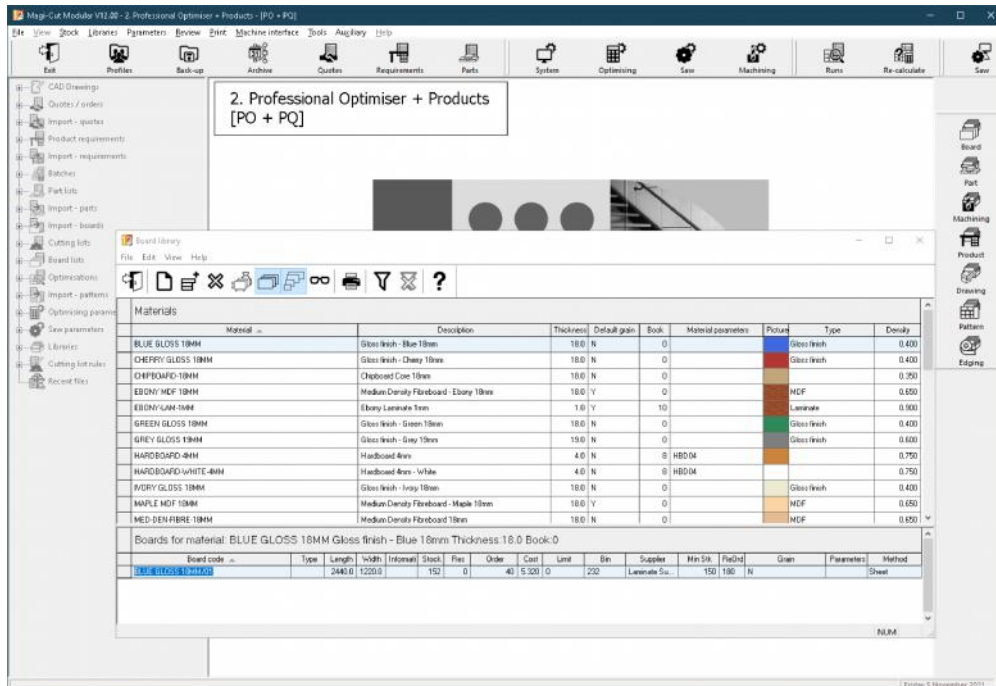 Magi-Cut Modular V12.00 - 2. Professional Optimiser + Products - [PO + PQ]
File View Stock Libraries Parameters Review Print Machine interface Tools Auxiliary Help
Exit Profiles Back-up Archive Quotes Requirements Parts System Optimising Saw Machining Runs Re-calculate Saw
CAD Drawings
Quotes / orders
Import - quotes
Product requirements
Import - requirements
Batches
Part lists
Import - parts
Import - boards
Cutting lists
Board lists
Optimisations
Import - patterns
Optimising parame
Saw parameters
Libraries
Cutting list rules
Recent files
2. Professional Optimiser + Products
[PO + PQ]
Board
Part
Machining
Product
Drawing
Pattern
Edging
Board library
File Edit View Help
Materials
Material Description Thickness Default grain Book Material parameters Picture Type Density
BLUE GLOSS 18MM Gloss finish - Blue 18mm 18.0 N 0 Gloss finish 0.400
CHERRY GLOSS 18MM Gloss finish - Cherry 18mm 18.0 N 0 Gloss finish 0.400
CHIPBOARD-18MM Chipboard Core 18mm 18.0 N 0 0.350
EBONY MDF 18MM Medium Density Fibreboard - Ebony 18mm 18.0 Y 0 MDF 0.650
EBONY-LAM-1MM Ebony Laminate 1mm 1.0 Y 10 Laminate 0.900
GREEN GLOSS 18MM Gloss finish - Green 18mm 18.0 N 0 Gloss finish 0.400
GREY GLOSS 19MM Gloss finish - Grey 19mm 19.0 N 0 Gloss finish 0.600
HARDBOARD-4MM Hardboard 4mm 4.0 N 8 HBD04 0.750
HARDBOARD-WHITE-4MM Hardboard 4mm - White 4.0 N 8 HBD04 0.750
IVORY GLOSS 18MM Gloss finish - Ivory 18mm 18.0 N 0 Gloss finish 0.400
MAPLE MDF 18MM Medium Density Fibreboard - Maple 18mm 18.0 Y 0 MDF 0.650
MED-DEN-FIBRE-18MM Medium Density Fibreboard 18mm 18.0 N 0 MDF 0.650
Boards for material: BLUE GLOSS 18MM Gloss finish - Blue 18mm Thickness:18.0 Book:0
Board code Type Length Width Informati Stock Res Order Cost Limit Bin Supplier Min Stk ReOrd Grain Parameters Method
BLUE GLOSS 18MM/01 2440.0 1220.0 152 0 40 5.320 0 232 Laminate Su... 150 180 N Sheet
NUM
Friday 5 November 2021